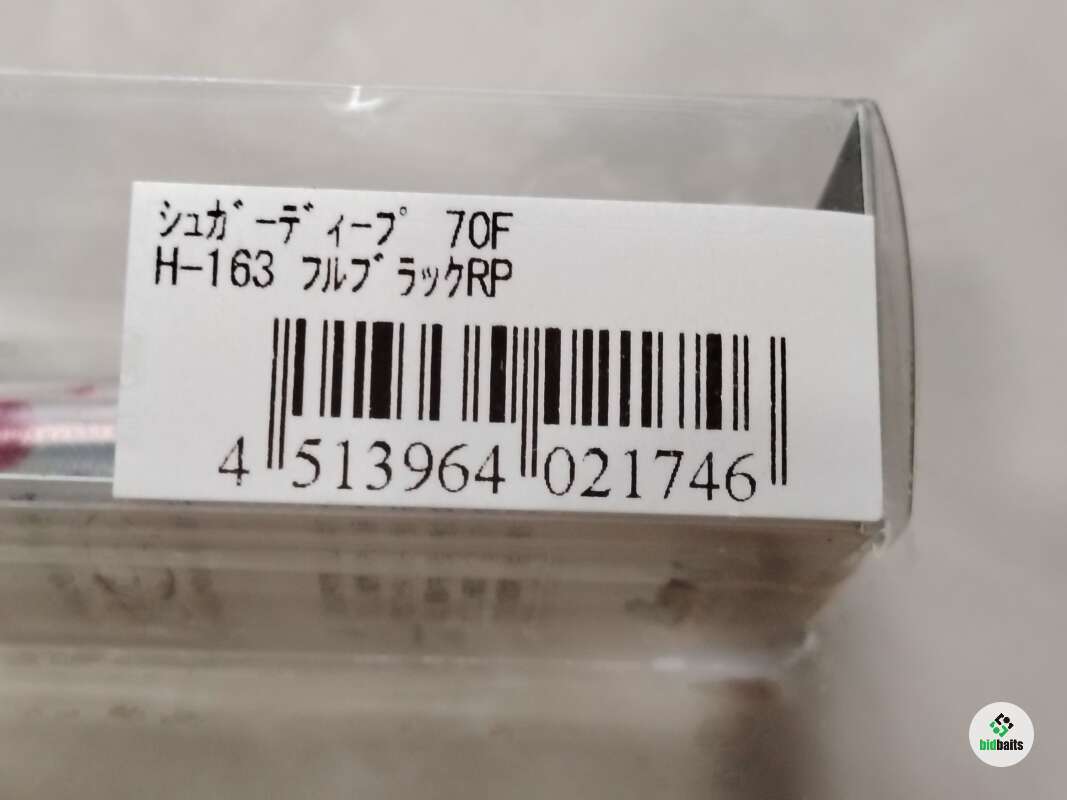 ｼｭｶﾞｰﾃﾞｨｰﾌﾟ 70F
H-163 ﾌﾙﾌﾞﾗｯｸRP
4 513964 021746
bidbaits